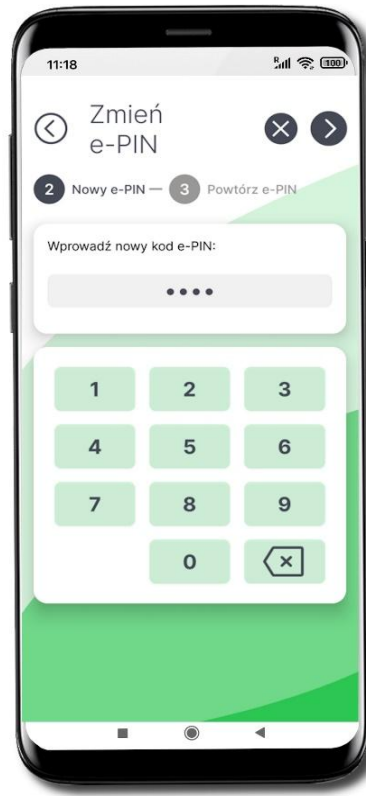 11:18
R
100
Zmień
e-PIN
2 Nowy e-PIN — 3 Powtórz e-PIN
Wprowadź nowy kod e-PIN:
••••
1 2 3
4 5 6
7 8 9
0